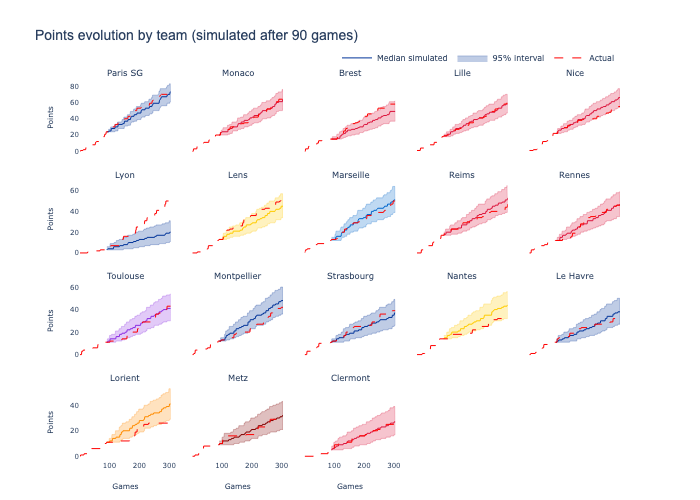 Points evolution by team (simulated after 90 games)
Median simulated 95% interval Actual
Paris SG Monaco Brest Lille Nice
80
60
40
20
0
Points
Lyon Lens Marseille Reims Rennes
60
40
20
0
Points
Toulouse Montpellier Strasbourg Nantes Le Havre
60
40
20
0
Points
Lorient Metz Clermont
40
20
0
Points
100 200 300 100 200 300 100 200 300
Games Games Games